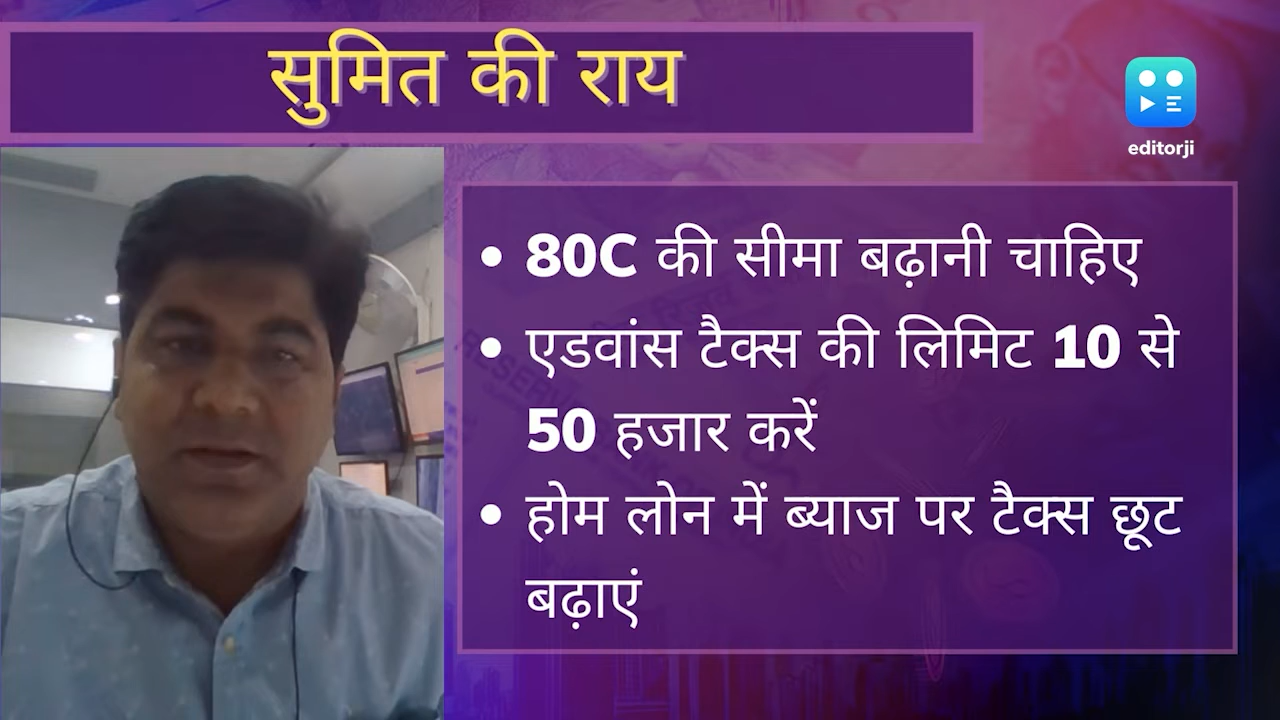 सुमित की राय
editorji
• 80C की सीमा बढ़ानी चाहिए
• एडवांस टैक्स की लिमिट 10 से
50 हजार करें
• होम लोन में ब्याज पर टैक्स छूट
बढ़ाएं